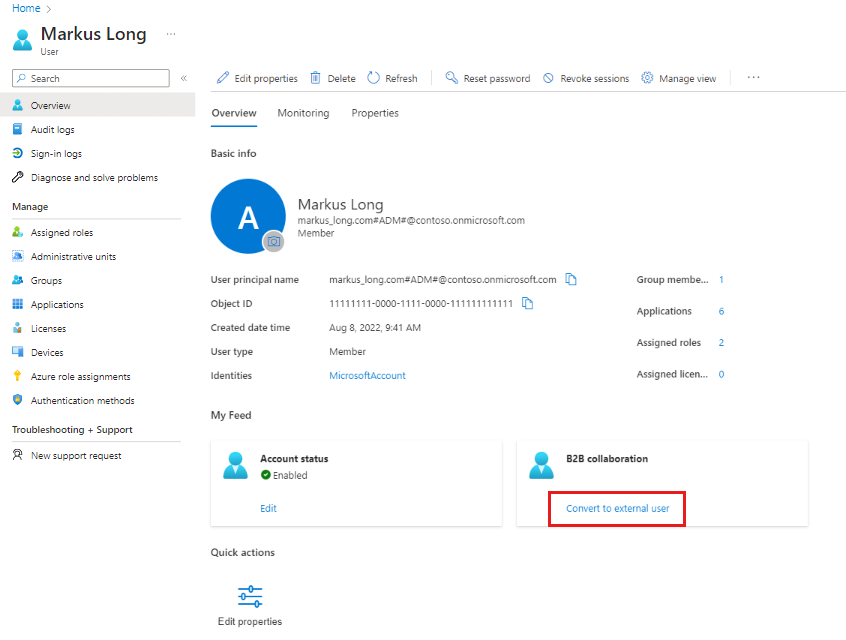 Home >
Markus Long ...
User
Search «
Edit properties Delete Refresh Reset password Revoke sessions Manage view ...
Overview
Audit logs
Sign-in logs
Diagnose and solve problems
Manage
Assigned roles
Administrative units
Groups
Applications
Licenses
Devices
Azure role assignments
Authentication methods
Troubleshooting + Support
New support request
Overview Monitoring Properties
Basic info
A
Markus Long
markus_long.com#ADM#@contoso.onmicrosoft.com
Member
User principal name markus_long.com#ADM#@contoso.onmicrosoft.com
Object ID 11111111-0000-1111-0000-111111111111
Created date time Aug 8, 2022, 9:41 AM
User type Member
Identities MicrosoftAccount
Group membe... 1
Applications 6
Assigned roles 2
Assigned licen... 0
My Feed
Account status
Enabled
Edit
B2B collaboration
Convert to external user
Quick actions
Edit properties